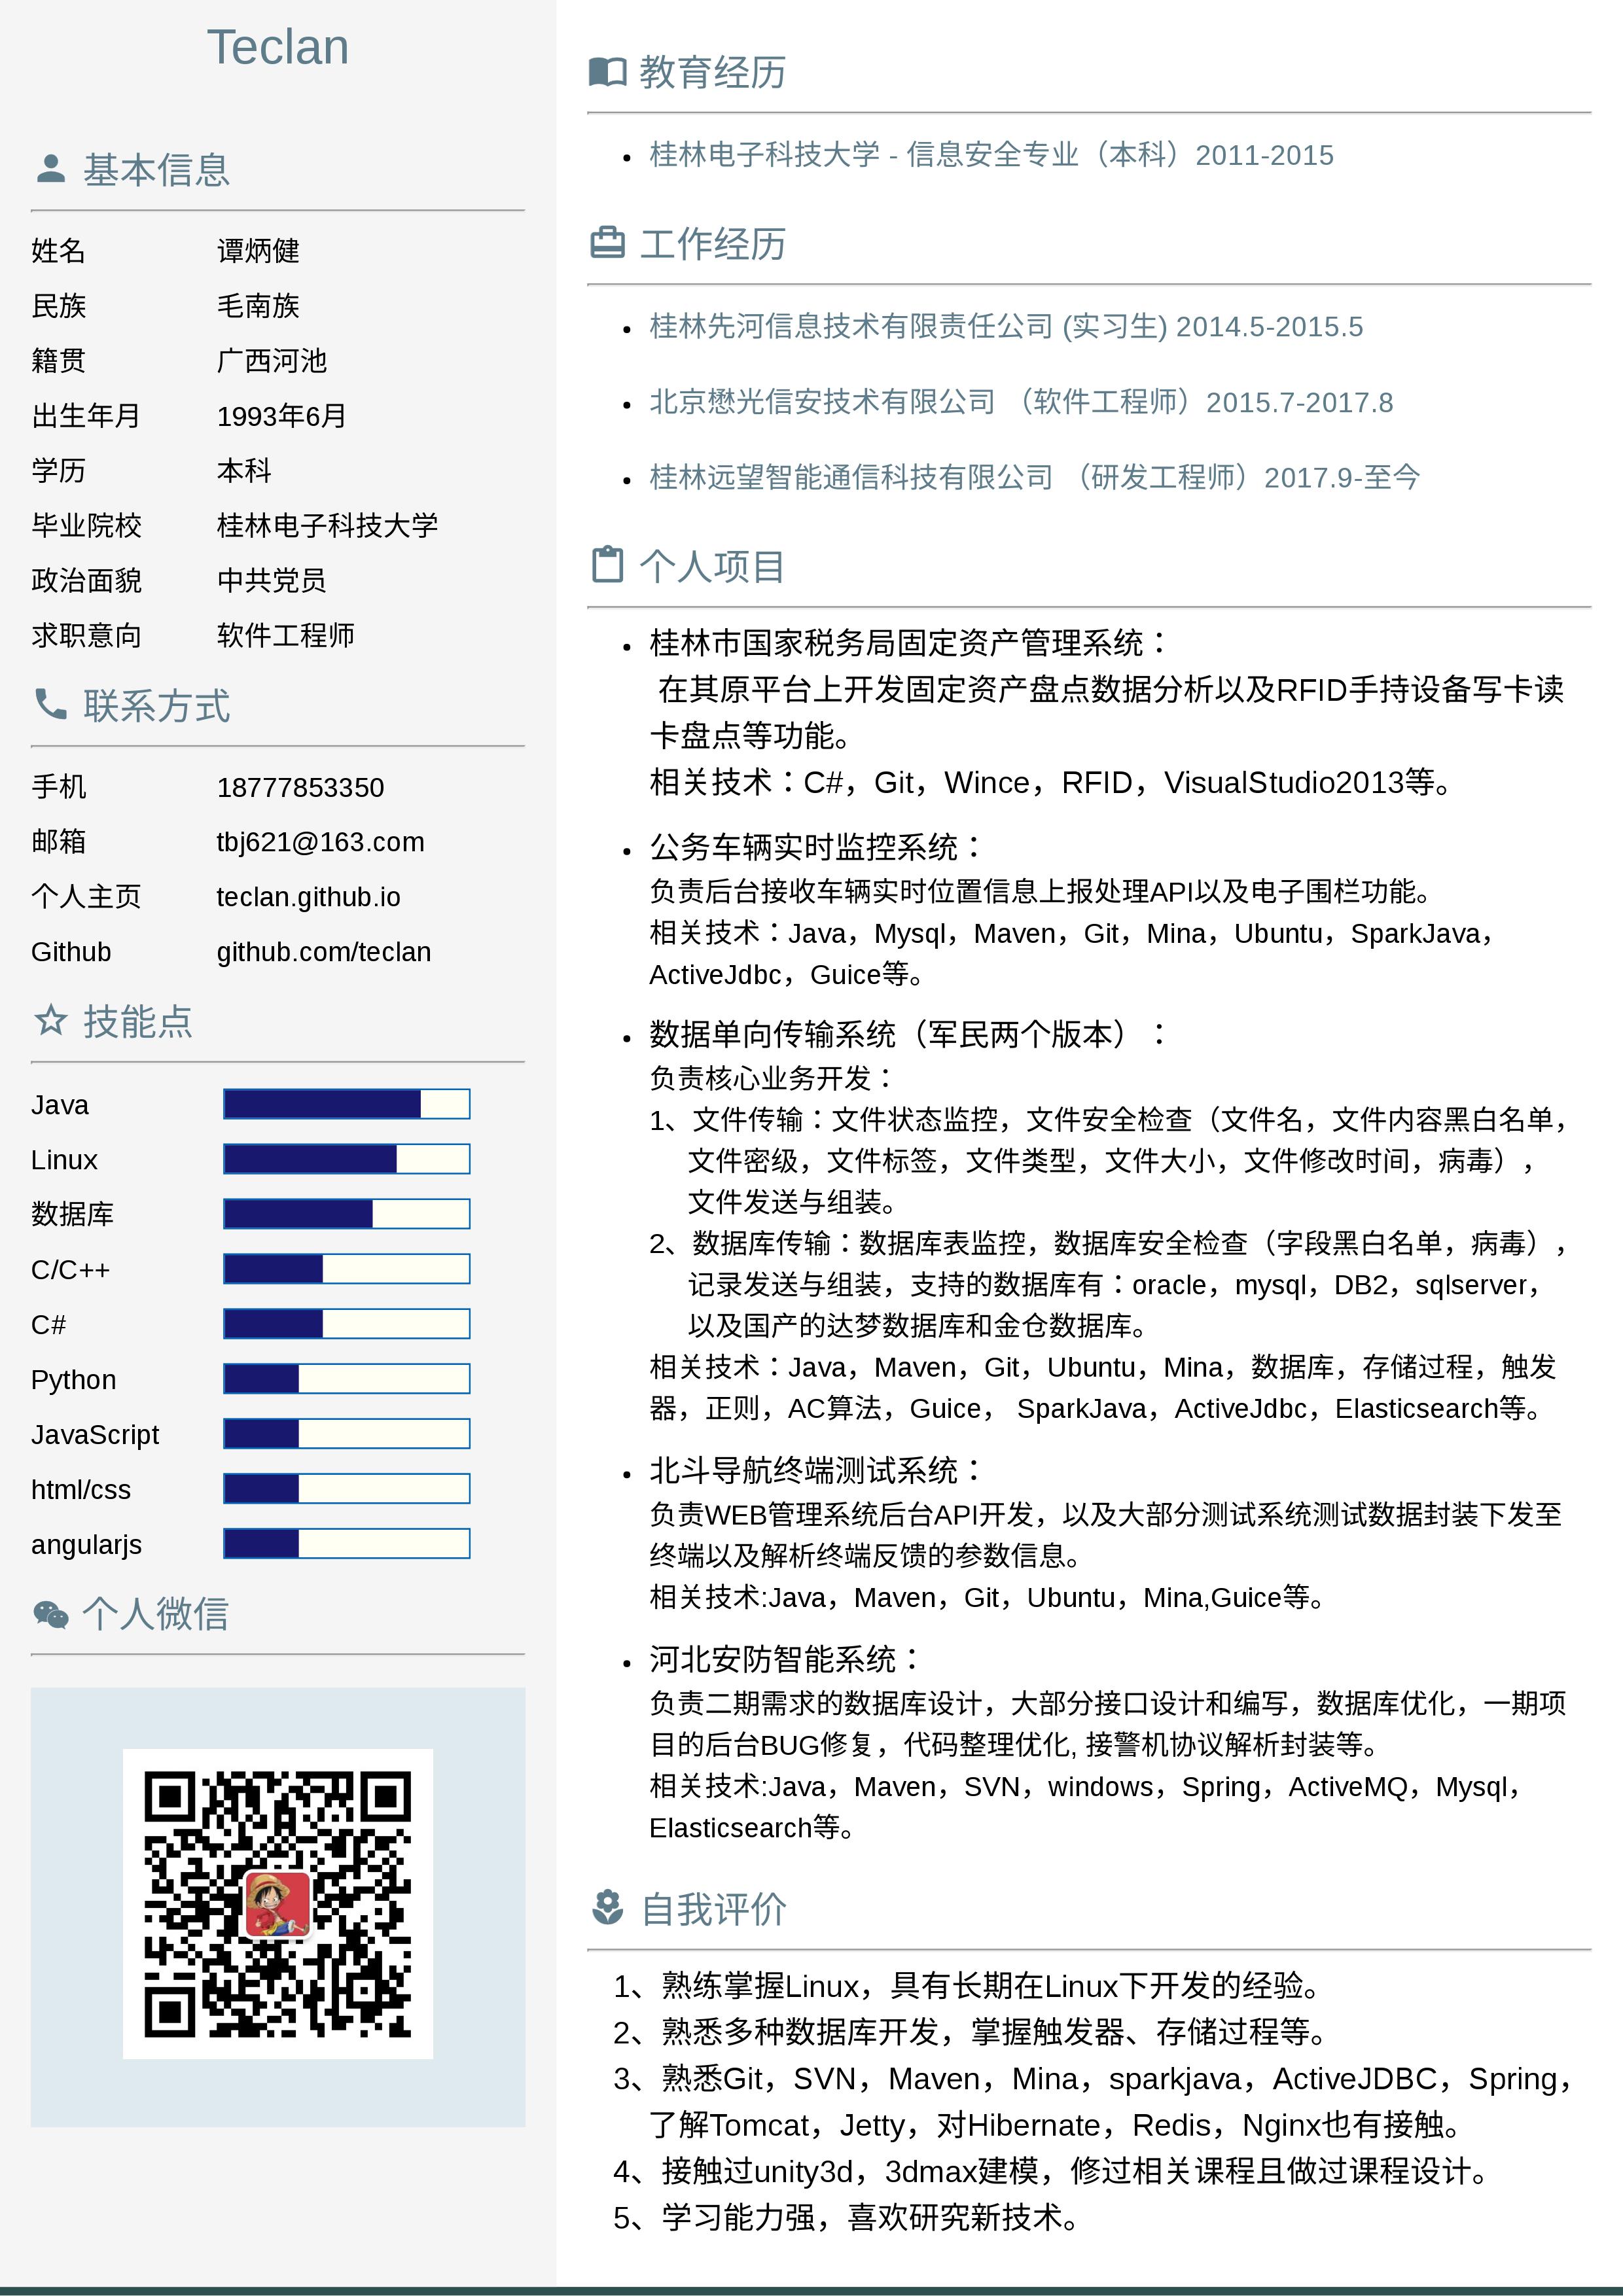 Teclan
基本信息
姓名 谭炳健
民族 毛南族
籍贯 广西河池
出生年月 1993年6月
学历 本科
毕业院校 桂林电子科技大学
政治面貌 中共党员
求职意向 软件工程师
联系方式
手机 18777853350
邮箱 tbj621@163.com
个人主页 teclan.github.io
Github github.com/teclan
技能点
Java
Linux
数据库
C/C++
C#
Python
JavaScript
html/css
angularjs
个人微信
教育经历
桂林电子科技大学 - 信息安全专业（本科）2011-2015
工作经历
桂林先河信息技术有限责任公司 (实习生) 2014.5-2015.5
北京懋光信安技术有限公司 （软件工程师）2015.7-2017.8
桂林远望智能通信科技有限公司 （研发工程师）2017.9-至今
个人项目
桂林市国家税务局固定资产管理系统：
在其原平台上开发固定资产盘点数据分析以及RFID手持设备写卡读
卡盘点等功能。
相关技术：C#，Git，Wince，RFID，VisualStudio2013等。
公务车辆实时监控系统：
负责后台接收车辆实时位置信息上报处理API以及电子围栏功能。
相关技术：Java，Mysql，Maven，Git，Mina，Ubuntu，SparkJava，
ActiveJdbc，Guice等。
数据单向传输系统（军民两个版本）：
负责核心业务开发：
1、文件传输：文件状态监控，文件安全检查（文件名，文件内容黑白名单，
文件密级，文件标签，文件类型，文件大小，文件修改时间，病毒），
文件发送与组装。
2、数据库传输：数据库表监控，数据库安全检查（字段黑白名单，病毒），
记录发送与组装，支持的数据库有：oracle，mysql，DB2，sqlserver，
以及国产的达梦数据库和金仓数据库。
相关技术：Java，Maven，Git，Ubuntu，Mina，数据库，存储过程，触发
器，正则，AC算法，Guice， SparkJava，ActiveJdbc，Elasticsearch等。
北斗导航终端测试系统：
负责WEB管理系统后台API开发，以及大部分测试系统测试数据封装下发至
终端以及解析终端反馈的参数信息。
相关技术:Java，Maven，Git，Ubuntu，Mina,Guice等。
河北安防智能系统：
负责二期需求的数据库设计，大部分接口设计和编写，数据库优化，一期项
目的后台BUG修复，代码整理优化, 接警机协议解析封装等。
相关技术:Java，Maven，SVN，windows，Spring，ActiveMQ，Mysql，
Elasticsearch等。
自我评价
1、熟练掌握Linux，具有长期在Linux下开发的经验。
2、熟悉多种数据库开发，掌握触发器、存储过程等。
3、熟悉Git，SVN，Maven，Mina，sparkjava，ActiveJDBC，Spring，
了解Tomcat，Jetty，对Hibernate，Redis，Nginx也有接触。
4、接触过unity3d，3dmax建模，修过相关课程且做过课程设计。
5、学习能力强，喜欢研究新技术。